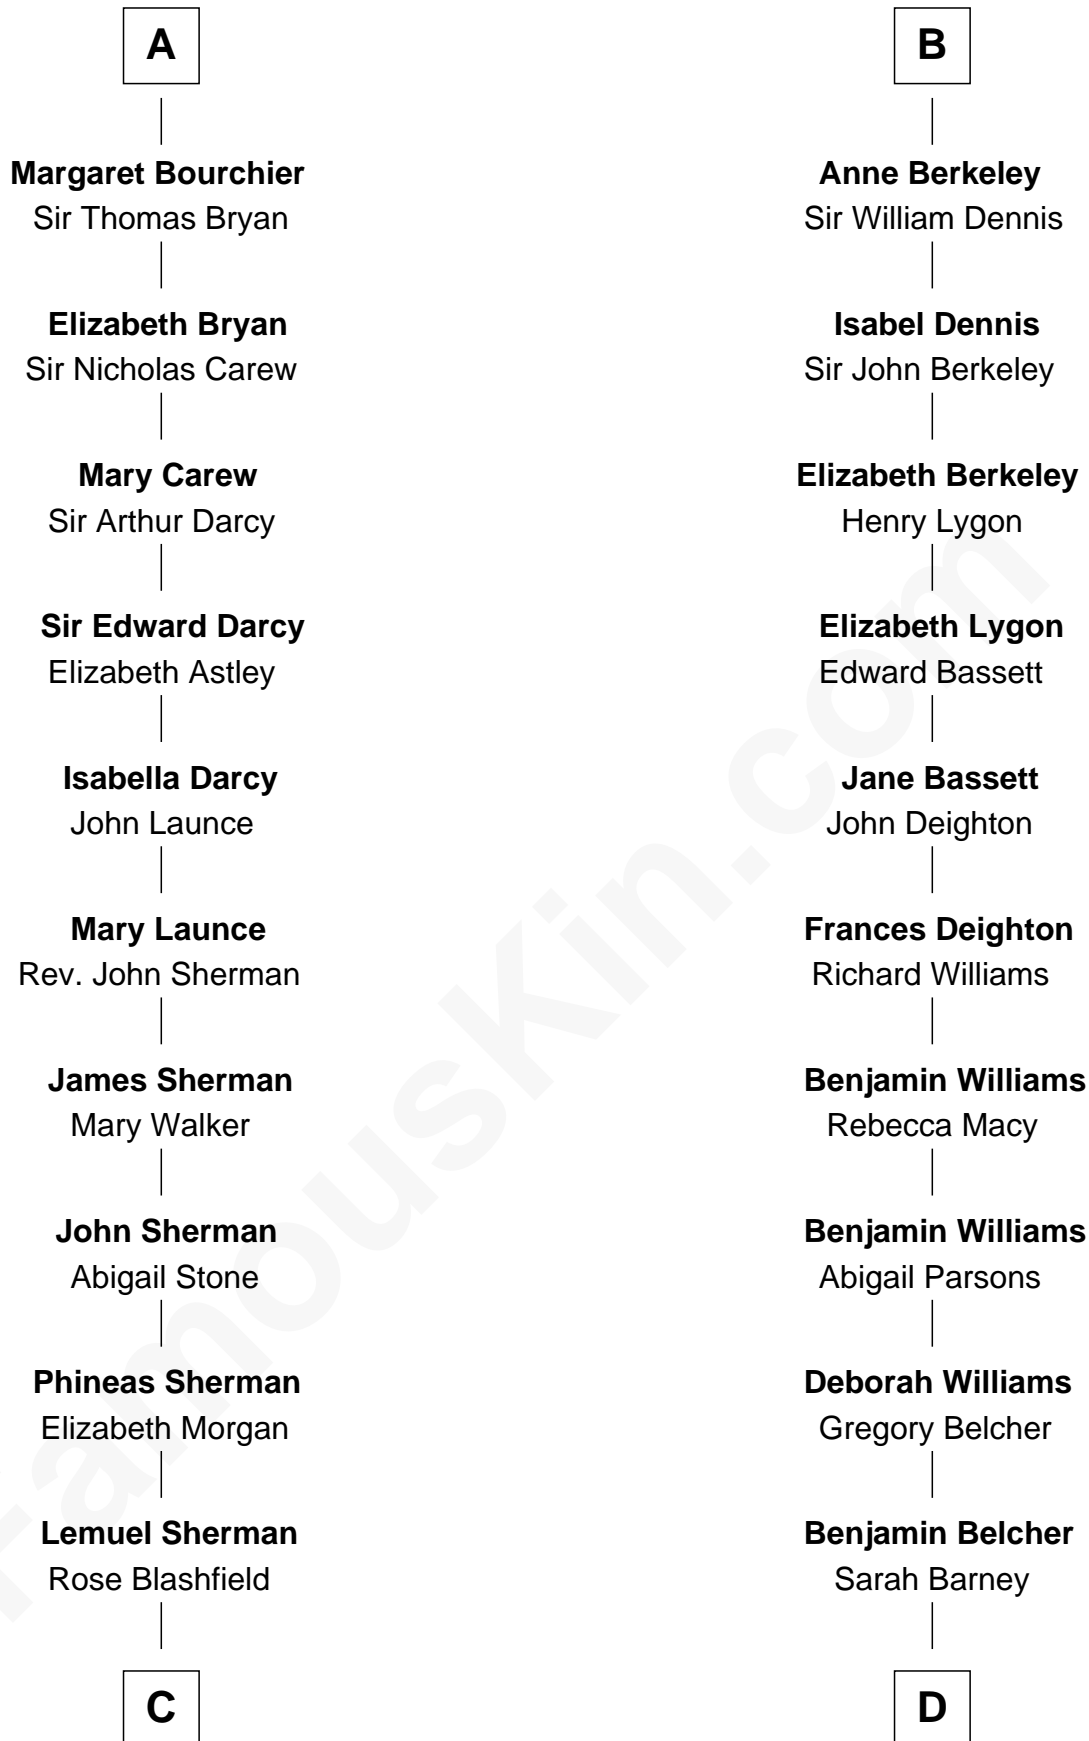 A
Margaret Bourchier
Sir Thomas Bryan
Elizabeth Bryan
Sir Nicholas Carew
Mary Carew
Sir Arthur Darcy
Sir Edward Darcy
Elizabeth Astley
Isabella Darcy
John Launce
Mary Launce
Rev. John Sherman
James Sherman
Mary Walker
John Sherman
Abigail Stone
Phineas Sherman
Elizabeth Morgan
Lemuel Sherman
Rose Blashfield
C
B
Anne Berkeley
Sir William Dennis
Isabel Dennis
Sir John Berkeley
Elizabeth Berkeley
Henry Lygon
Elizabeth Lygon
Edward Bassett
Jane Bassett
John Deighton
Frances Deighton
Richard Williams
Benjamin Williams
Rebecca Macy
Benjamin Williams
Abigail Parsons
Deborah Williams
Gregory Belcher
Benjamin Belcher
Sarah Barney
D
FamousKin.com